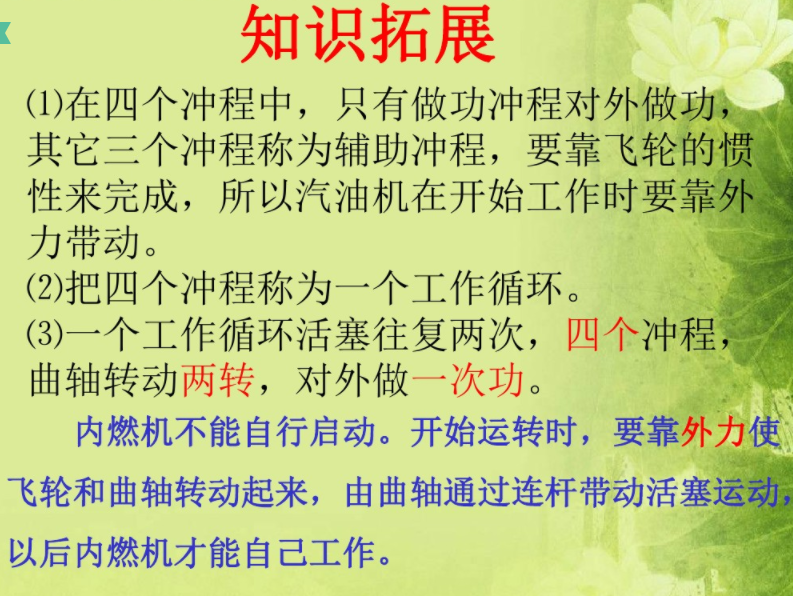 知识拓展
⑴在四个冲程中，只有做功冲程对外做功，
其它三个冲程称为辅助冲程，要靠飞轮的惯
性来完成，所以汽油机在开始工作时要靠外
力带动。
⑵把四个冲程称为一个工作循环。
⑶一个工作循环活塞往复两次，四个冲程，
曲轴转动两转，对外做一次功。
内燃机不能自行启动。开始运转时，要靠外力使
飞轮和曲轴转动起来，由曲轴通过连杆带动活塞运动，
以后内燃机才能自己工作。